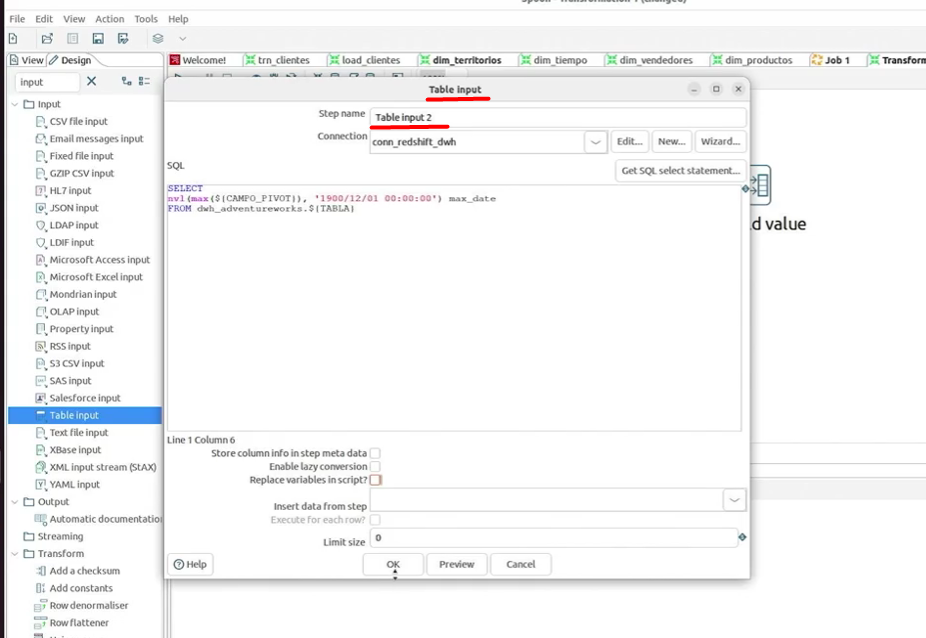 Spoon - Transformation 1 (changed)
File Edit View Action Tools Help
View Design
Welcome! trn_clientes load_clientes dim_territorios dim_tiempo dim_vendedores dim_productos Job 1 Transform
input
Input
CSV file input
Email messages input
Fixed file input
GZIP CSV input
HL7 input
JSON input
LDAP input
LDIF input
Microsoft Access input
Microsoft Excel input
Mondrian input
OLAP input
Property input
RSS input
S3 CSV input
SAS input
Salesforce input
Table input
Text file input
XBase input
XML input stream (StAX)
YAML input
Output
Automatic documentation
Streaming
Transform
Add a checksum
Add constants
Row denormaliser
Row flattener
Table input
Step name Table input 2
Connection conn_redshift_dwh Edit... New... Wizard...
SQL Get SQL select statement...
SELECT
nvl(max(${CAMPO_PIVOT}), '1900/12/01 00:00:00') max_date
FROM dwh_adventureworks.${TABLA}
Line 1 Column 6
Store column info in step meta data
Enable lazy conversion
Replace variables in script?
Insert data from step
Execute for each row?
Limit size 0
Help OK Preview Cancel
d value